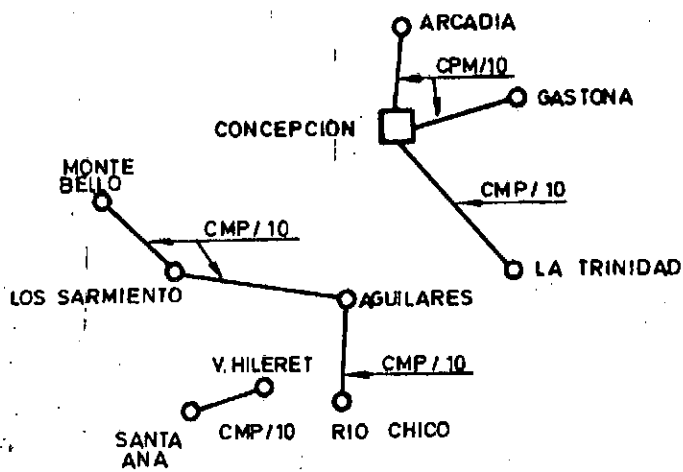 ARCADIA
CPM/10
GASTONA
CONCEPCION
MONTE
BELLO
CMP/10
CMP/10
LOS SARMIENTO
LA TRINIDAD
AGUILARES
V. HILERET
CMP/10
SANTA
ANA
CMP/10
RIO CHICO